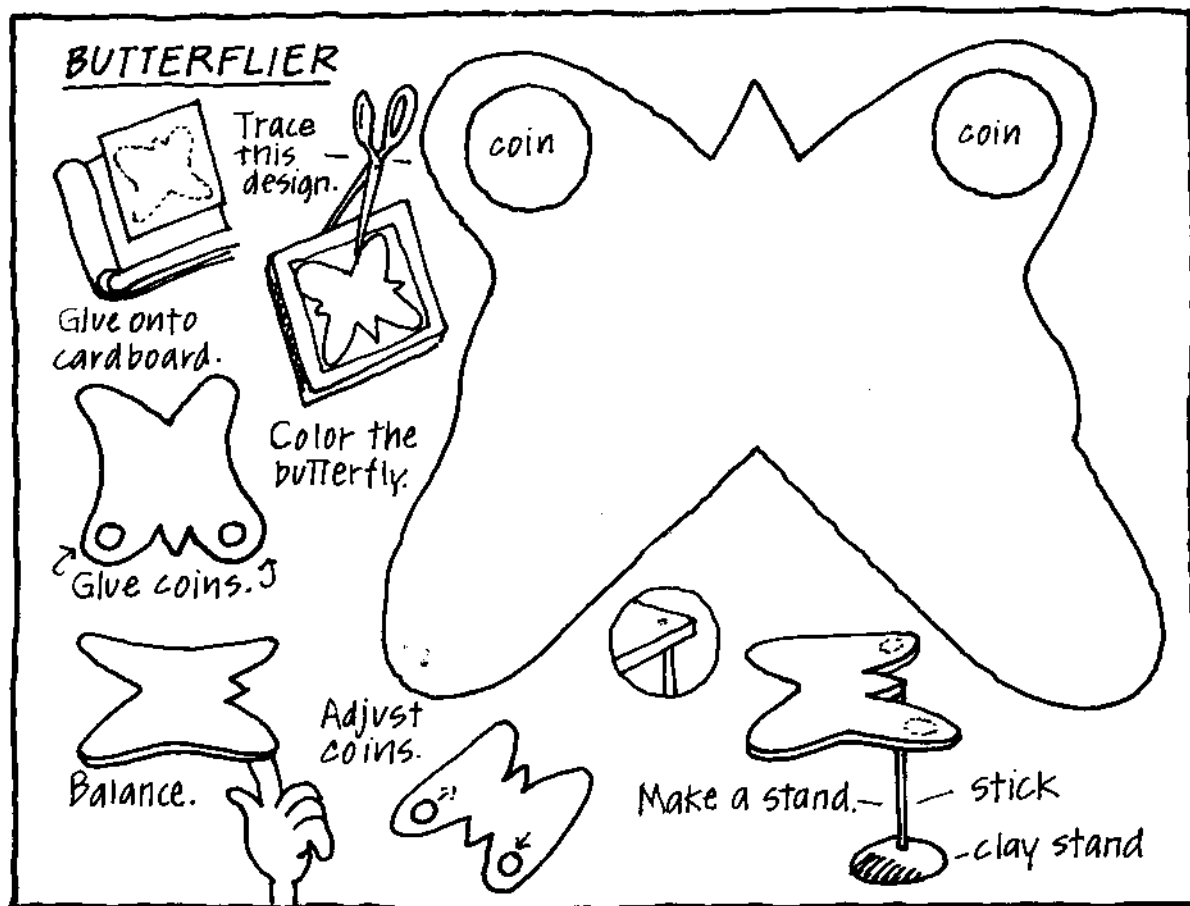 BUTTERFLIER
Trace
this
design.
Glue onto
cardboard.
Color the
butterfly.
Glue coins.
coin
coin
Balance.
Adjust
coins.
Make a stand.
stick
clay stand